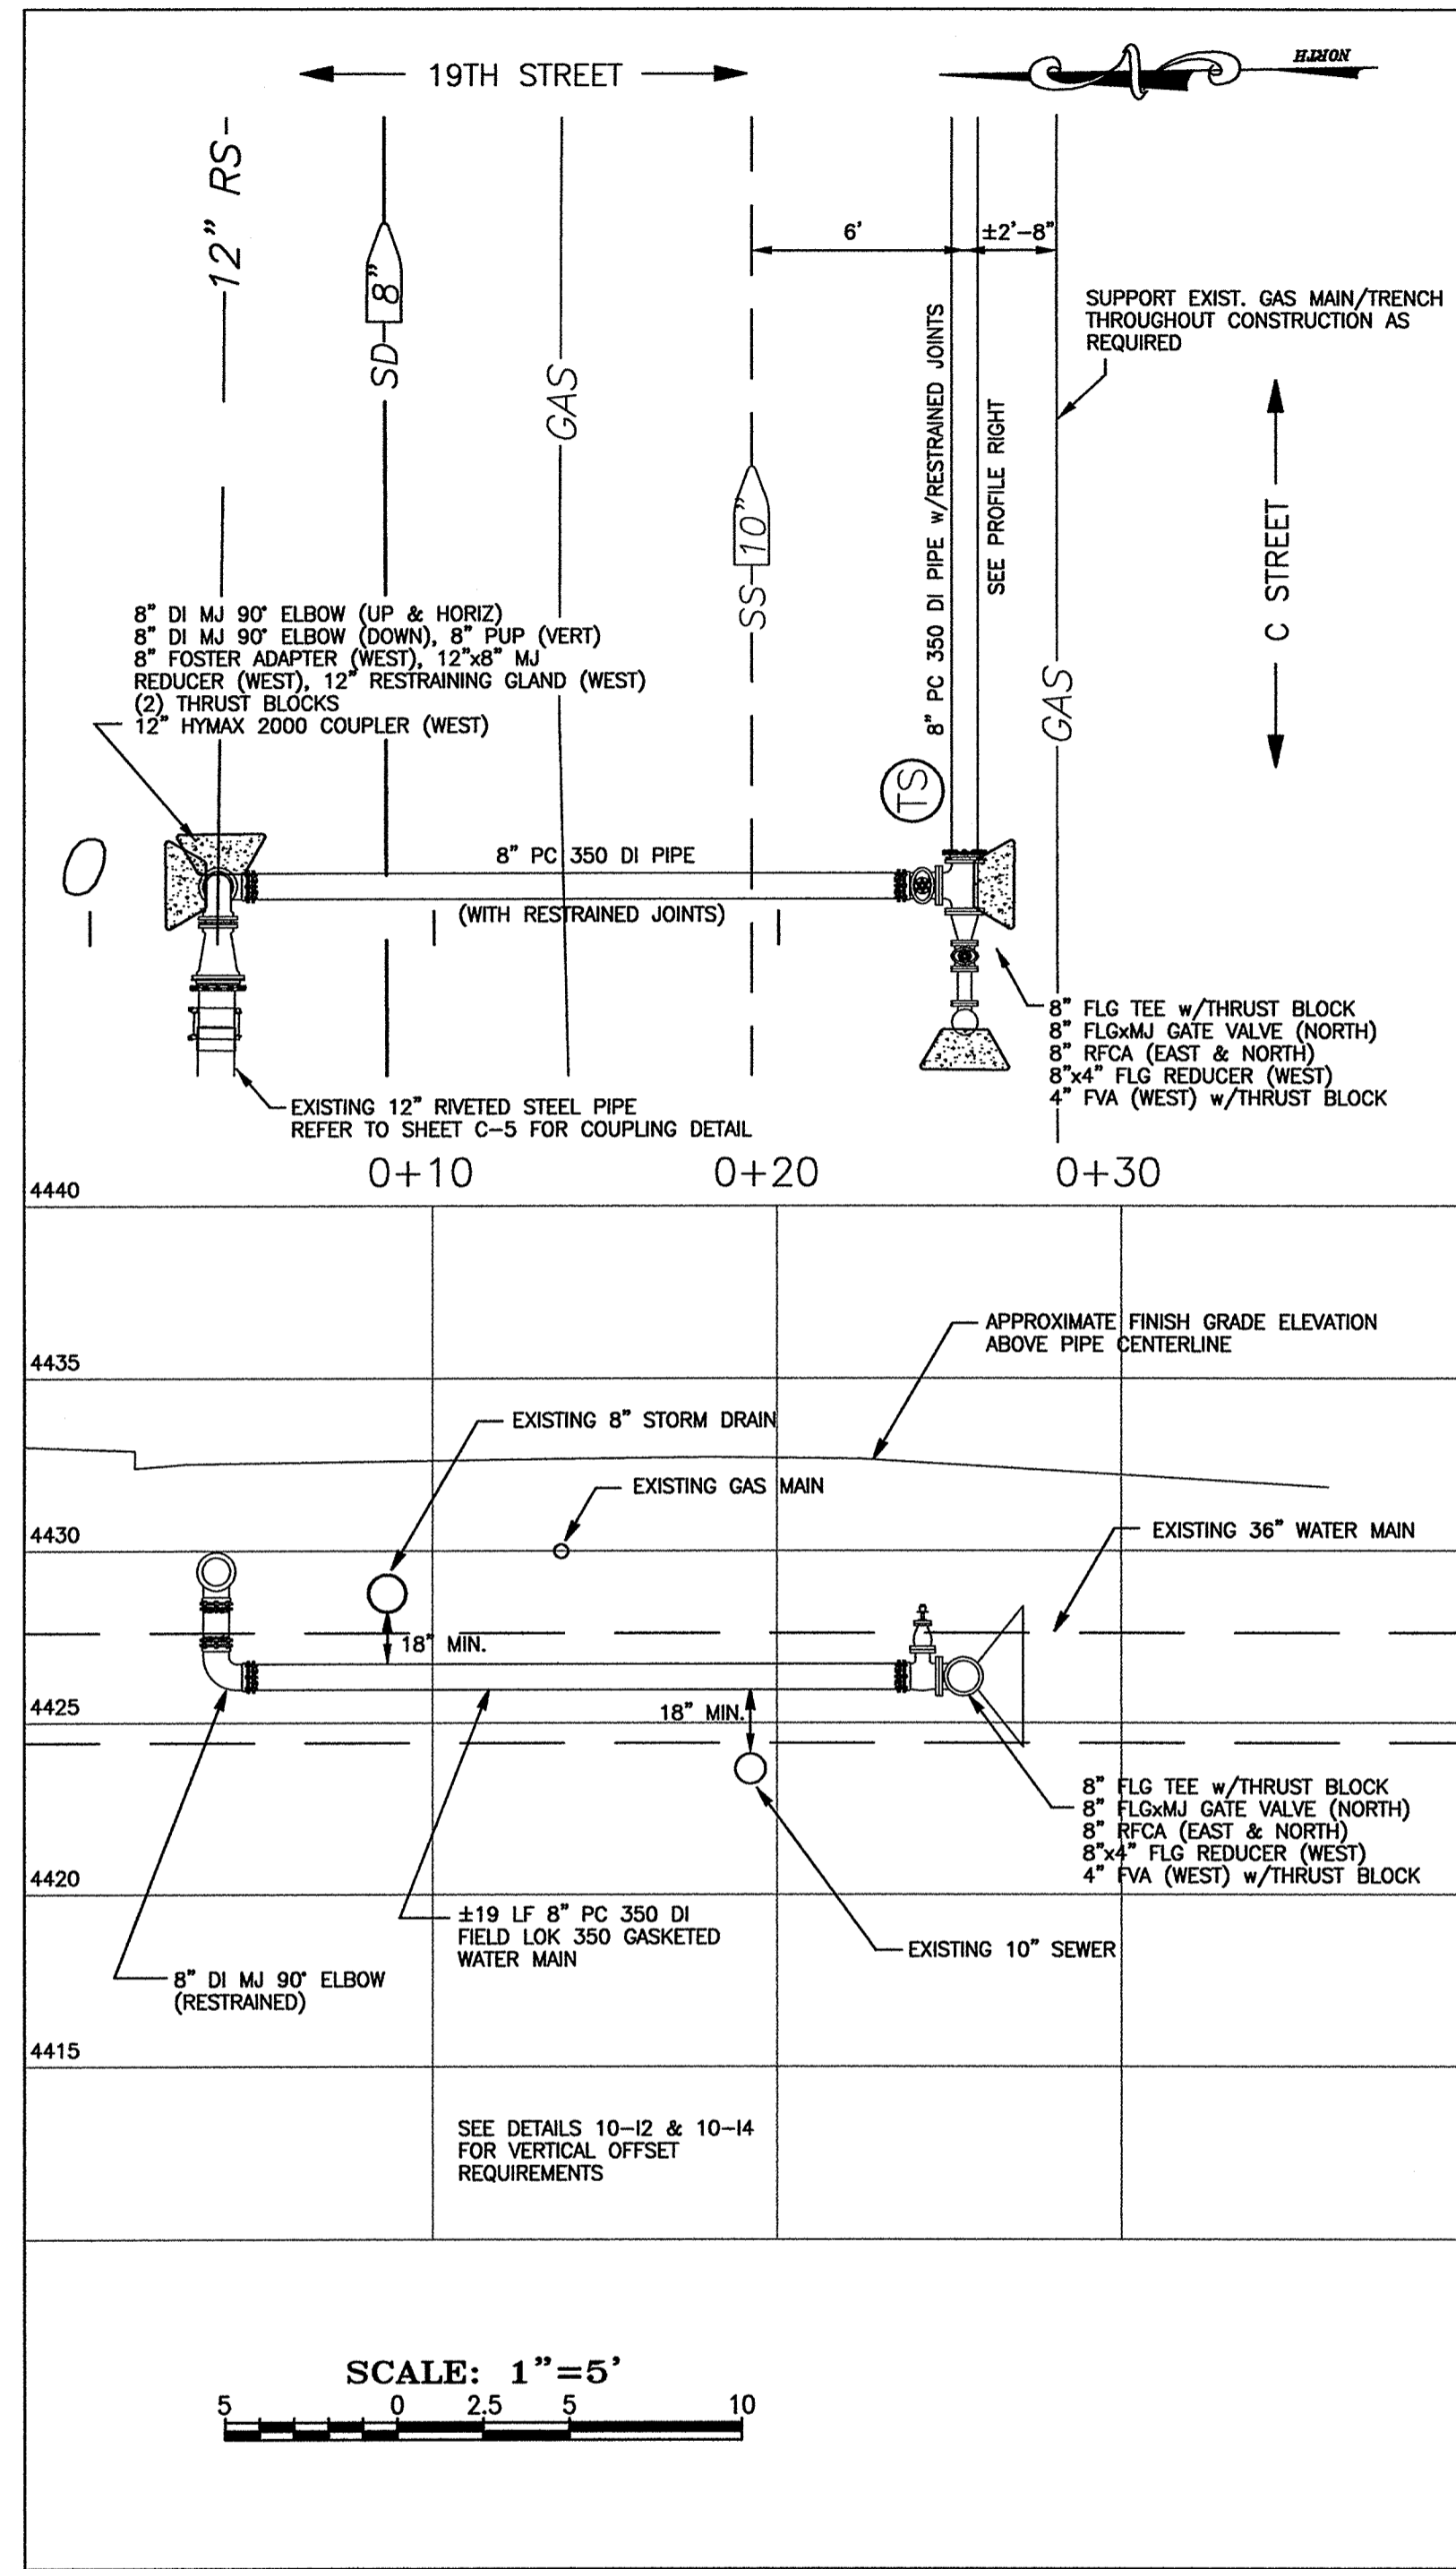 19TH STREET
NORTH
12" RS
SD
8"
GAS
SS
10"
6'
±2'-8"
8" PC 350 DI PIPE w/RESTRAINED JOINTS
SEE PROFILE RIGHT
SUPPORT EXIST. GAS MAIN/TRENCH
THROUGHOUT CONSTRUCTION AS
REQUIRED
C STREET
GAS
8" DI MJ 90° ELBOW (UP & HORIZ)
8" DI MJ 90° ELBOW (DOWN), 8" PUP (VERT)
8" FOSTER ADAPTER (WEST), 12"x8" MJ
REDUCER (WEST), 12" RESTRAINING GLAND (WEST)
(2) THRUST BLOCKS
12" HYMAX 2000 COUPLER (WEST)
TS
0
8" PC 350 DI PIPE
(WITH RESTRAINED JOINTS)
8" FLG TEE w/THRUST BLOCK
8" FLGxMJ GATE VALVE (NORTH)
8" RFCA (EAST & NORTH)
8"x4" FLG REDUCER (WEST)
4" FVA (WEST) w/THRUST BLOCK
EXISTING 12" RIVETED STEEL PIPE
REFER TO SHEET C-5 FOR COUPLING DETAIL
0+10
0+20
0+30
4440
APPROXIMATE FINISH GRADE ELEVATION
ABOVE PIPE CENTERLINE
4435
EXISTING 8" STORM DRAIN
EXISTING GAS MAIN
4430
EXISTING 36" WATER MAIN
18" MIN.
4425
18" MIN.
8" FLG TEE w/THRUST BLOCK
8" FLGxMJ GATE VALVE (NORTH)
8" RFCA (EAST & NORTH)
8"x4" FLG REDUCER (WEST)
4" FVA (WEST) w/THRUST BLOCK
4420
±19 LF 8" PC 350 DI
FIELD LOK 350 GASKETED
WATER MAIN
EXISTING 10" SEWER
8" DI MJ 90° ELBOW
(RESTRAINED)
4415
SEE DETAILS 10-12 & 10-14
FOR VERTICAL OFFSET
REQUIREMENTS
SCALE: 1"=5'
5 0 2.5 5 10